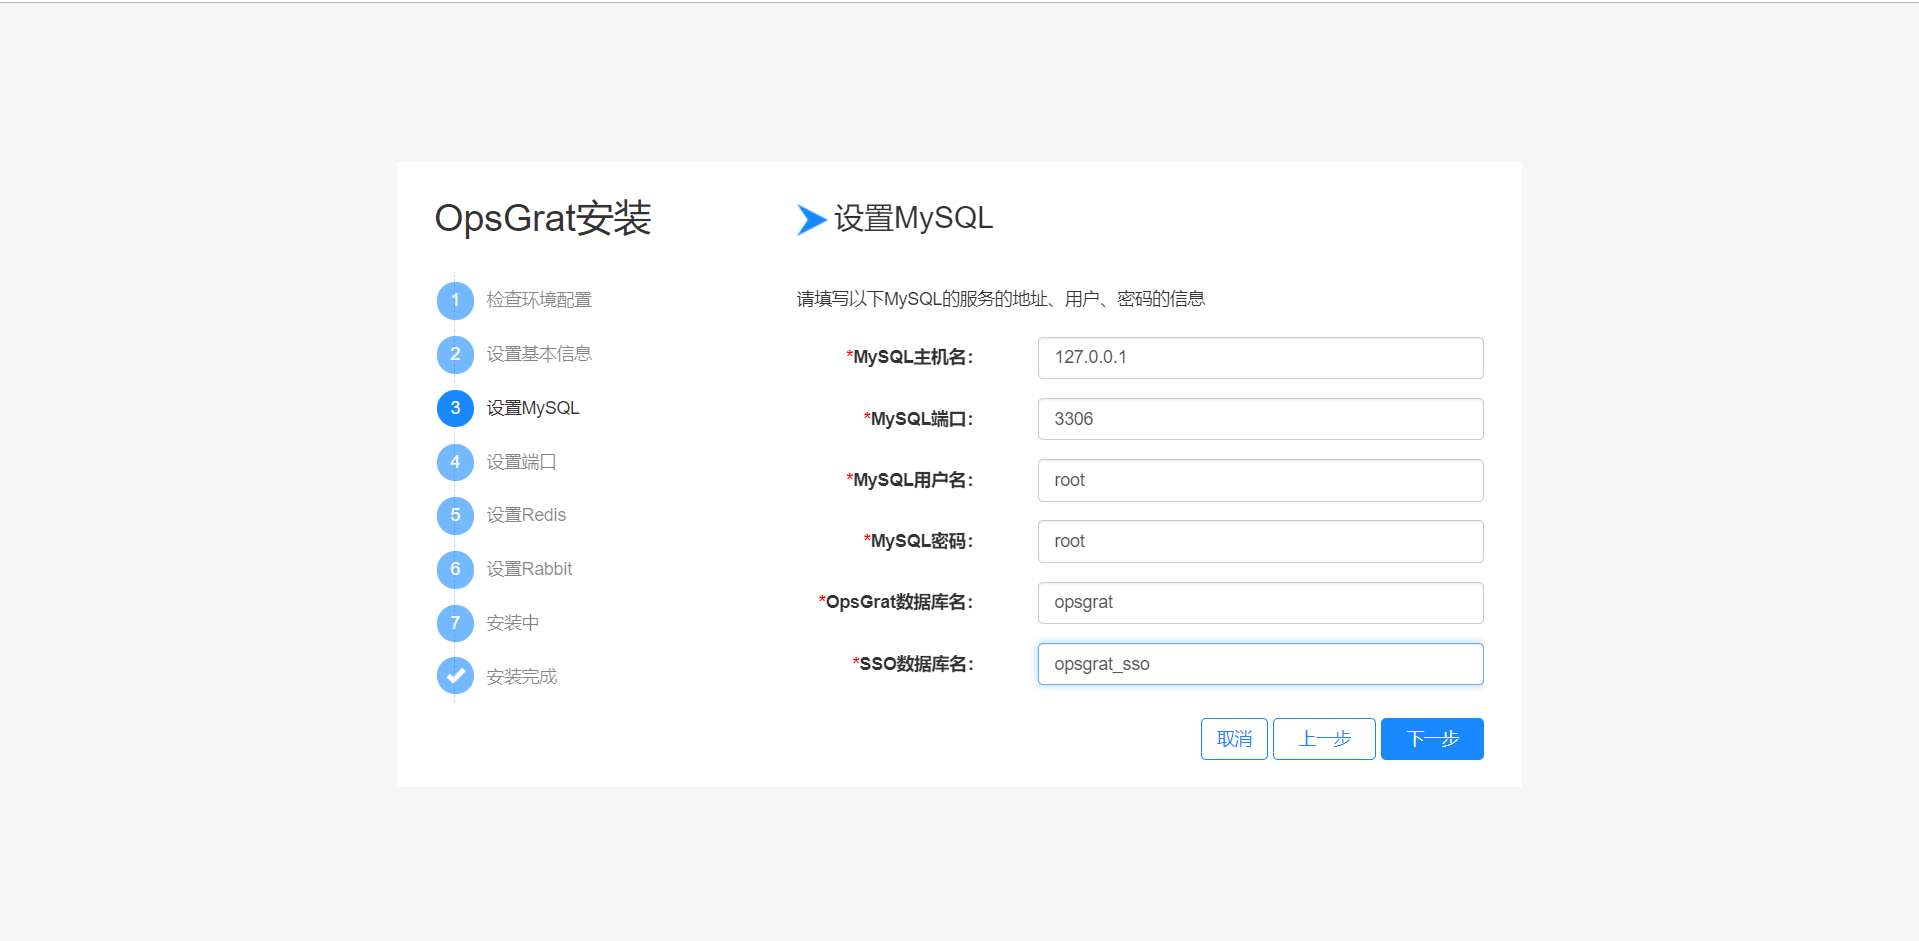 OpsGrat安装
1 检查环境配置
2 设置基本信息
3 设置MySQL
4 设置端口
5 设置Redis
6 设置Rabbit
7 安装中
安装完成
设置MySQL
请填写以下MySQL的服务的地址、用户、密码的信息
*MySQL主机名： 127.0.0.1
*MySQL端口： 3306
*MySQL用户名： root
*MySQL密码： root
*OpsGrat数据库名： opsgrat
*SSO数据库名： opsgrat_sso
取消 上一步 下一步